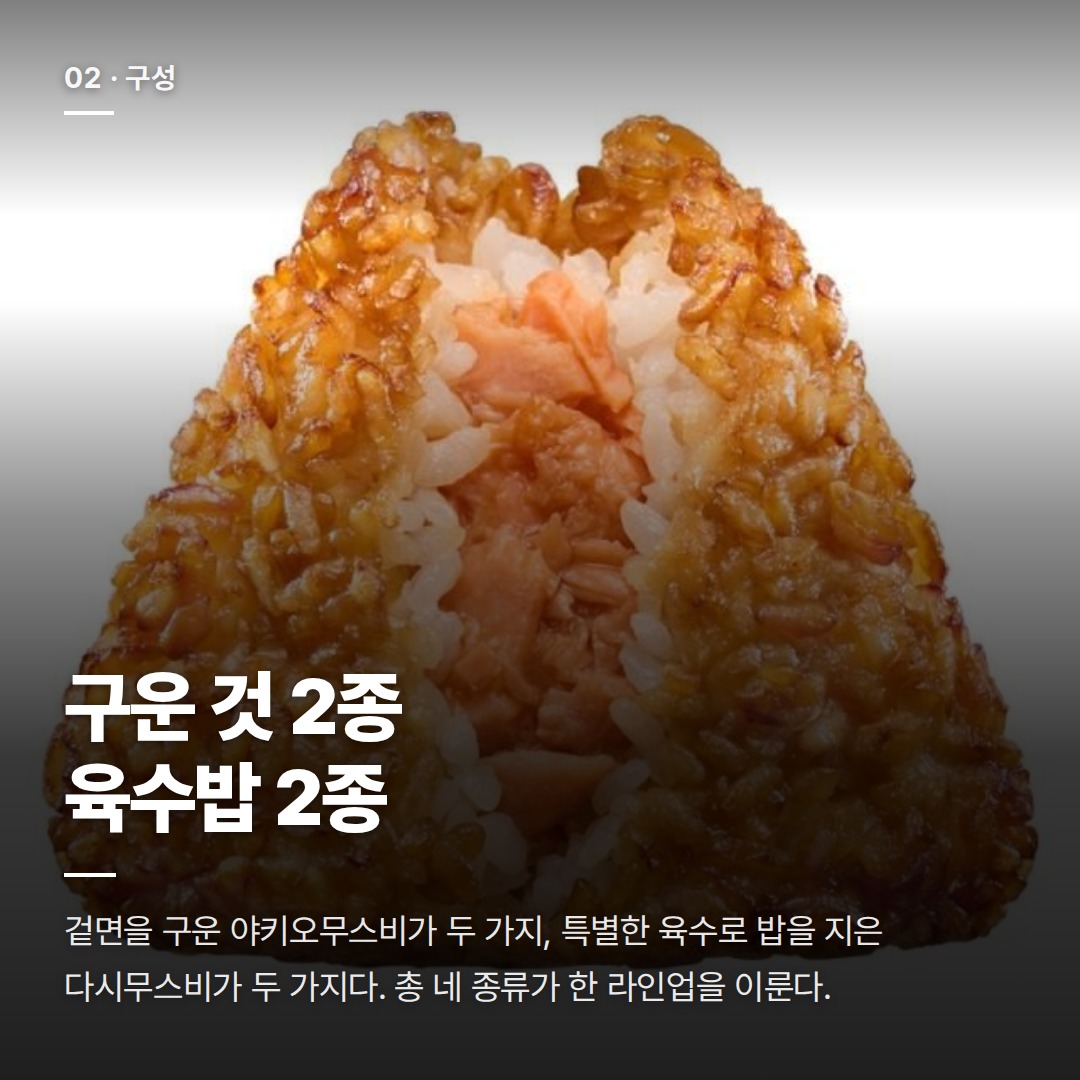 02 · 구성
구운 것 2종
육수밥 2종
겉면을 구운 야키오무스비가 두 가지, 특별한 육수로 밥을 지은
다시무스비가 두 가지다. 총 네 종류가 한 라인업을 이룬다.